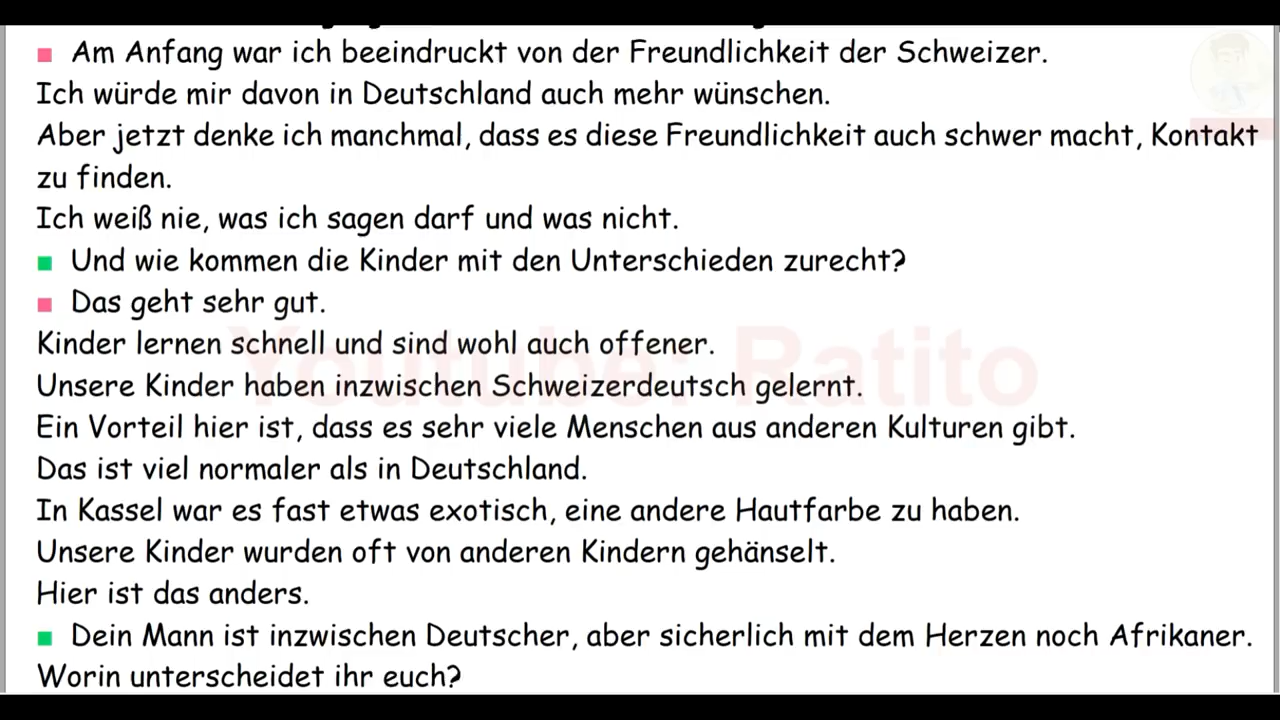 Am Anfang war ich beeindruckt von der Freundlichkeit der Schweizer.
Ich würde mir davon in Deutschland auch mehr wünschen.
Aber jetzt denke ich manchmal, dass es diese Freundlichkeit auch schwer macht, Kontakt
zu finden.
Ich weiß nie, was ich sagen darf und was nicht.
Und wie kommen die Kinder mit den Unterschieden zurecht?
Das geht sehr gut.
Kinder lernen schnell und sind wohl auch offener.
Youtube: Ratito
Unsere Kinder haben inzwischen Schweizerdeutsch gelernt.
Ein Vorteil hier ist, dass es sehr viele Menschen aus anderen Kulturen gibt.
Das ist viel normaler als in Deutschland.
In Kassel war es fast etwas exotisch, eine andere Hautfarbe zu haben.
Unsere Kinder wurden oft von anderen Kindern gehänselt.
Hier ist das anders.
Dein Mann ist inzwischen Deutscher, aber sicherlich mit dem Herzen noch Afrikaner.
Worin unterscheidet ihr euch?